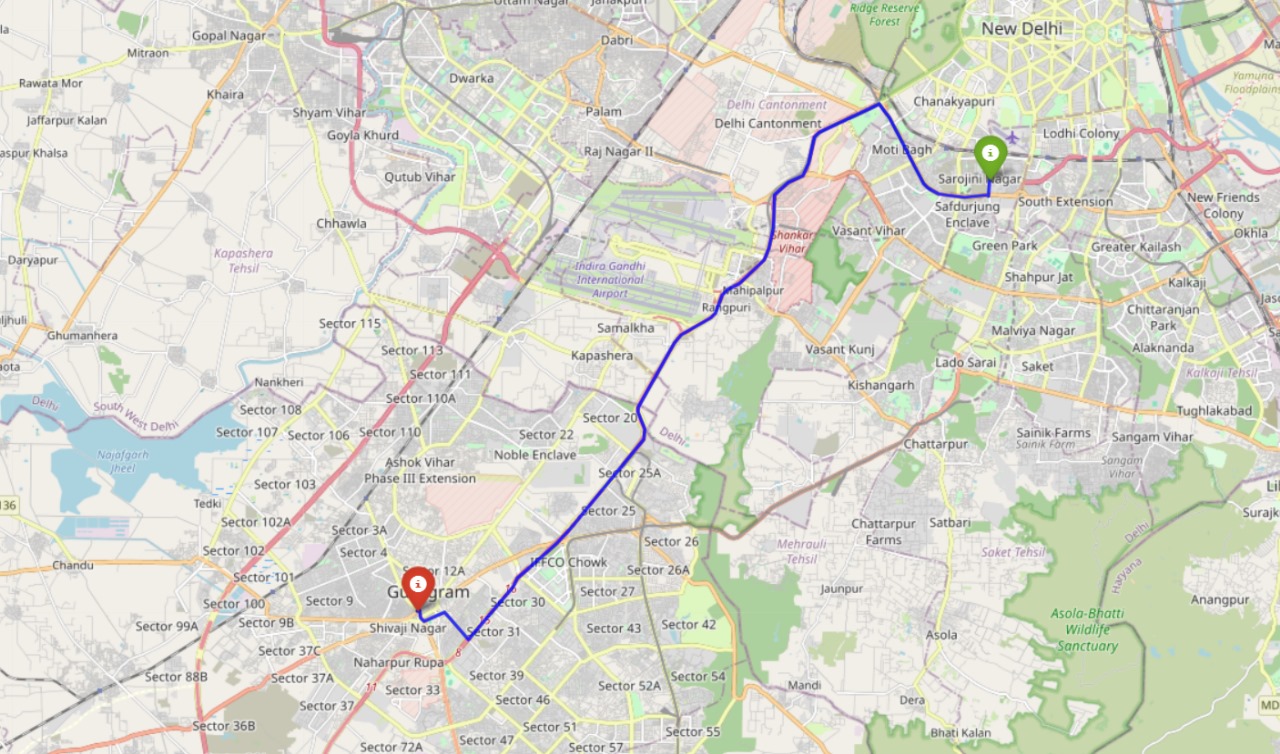 Uttam Nagar
Janakpuri
Ridge Reserve
Forest
New Delhi
Gopal Nagar
Dabri
Mitraon
Rawata Mor
Dwarka
Yamuna
Floodplains
Khaira
Palam
Delhi Cantonment
Chanakyapuri
Shyam Vihar
Jaffarpur Kalan
Delhi Cantonment
Goyla Khurd
Lodhi Colony
Raj Nagar II
Moti Bagh
Qutub Vihar
Sarojini Nagar
New Friends
Colony
South Extension
Safdurjung
Enclave
Chhawla
Vasant Vihar
Okhla
Shankar
Vihar
Green Park
Greater Kailash
Kapashera
Tehsil
Daryapur
Indira Gandhi
International
Airport
Shahpur Jat
Kalkaji
Mahipalpur
Rangpuri
Chittaranjan
Park
Sector 115
Samalkha
Malviya Nagar
Ghumanhera
Alaknanda
Sector 113
Vasant Kunj
Kapashera
Lado Sarai
Saket
Sector 111
Kishangarh
Kalkaji Tehsil
Nankheri
Sector 110A
Delhi
South West Delhi
Sector 108
Tughlakabad
Sector 20
Sector 107
Sector 106
Sector 110
Sector 22
Delhi
Sainik Farms
Sainik Farm
Sangam Vihar
Chattarpur
Najafgarh
Jheel
Noble Enclave
Ashok Vihar
Phase III Extension
Sangam
Vihar
Sector 25A
Sector 103
Tedki
136
Sector 25
Sector 102A
Sector 3A
Chattarpur
Farms
Satbari
Delhi
Haryana
Sector 26
Sector 102
Sector 4
Mehrauli
Tehsil
Saket Tehsil
Chandu
IFFCO Chowk
Sector 12A
Sector 26A
Sector 101
Jaunpur
Sector 27
Sector 100
Sector 9
Sector 30
Anangpur
Asola-Bhatti
Wildlife
Sanctuary
Sector 99A
Sector 9B
Shivaji Nagar
Sector 31
Sector 43
Sector 42
Asola
Sector 37C
8
Naharpur Rupa
Sector 88B
Sector 37A
Sector 39
Sector 54
11
Sector 33
Sector 52A
Mandi
Sector 46
Dera
Sector 37
MD
Sector 36B
Sector 51
Sector 55
Bhati Kalan
Sector 47
Sector 72A
Sector 57